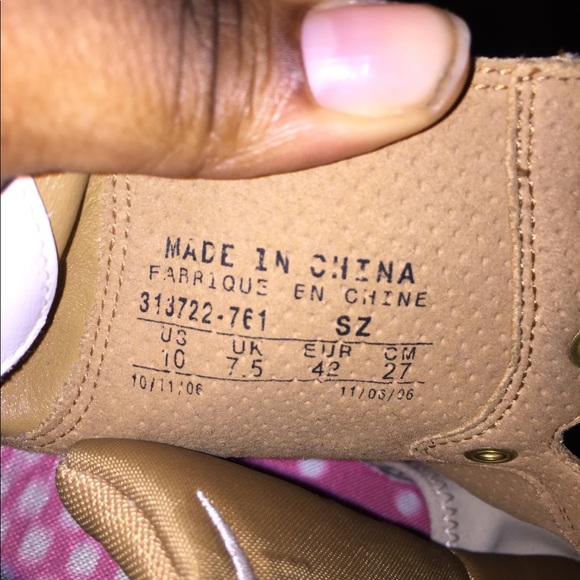 MADE IN CHINA
FABRIQUE EN CHINE
313722-761 SZ
US UK EUR CM
10 7.5 42 27
10/11/06 11/03/06